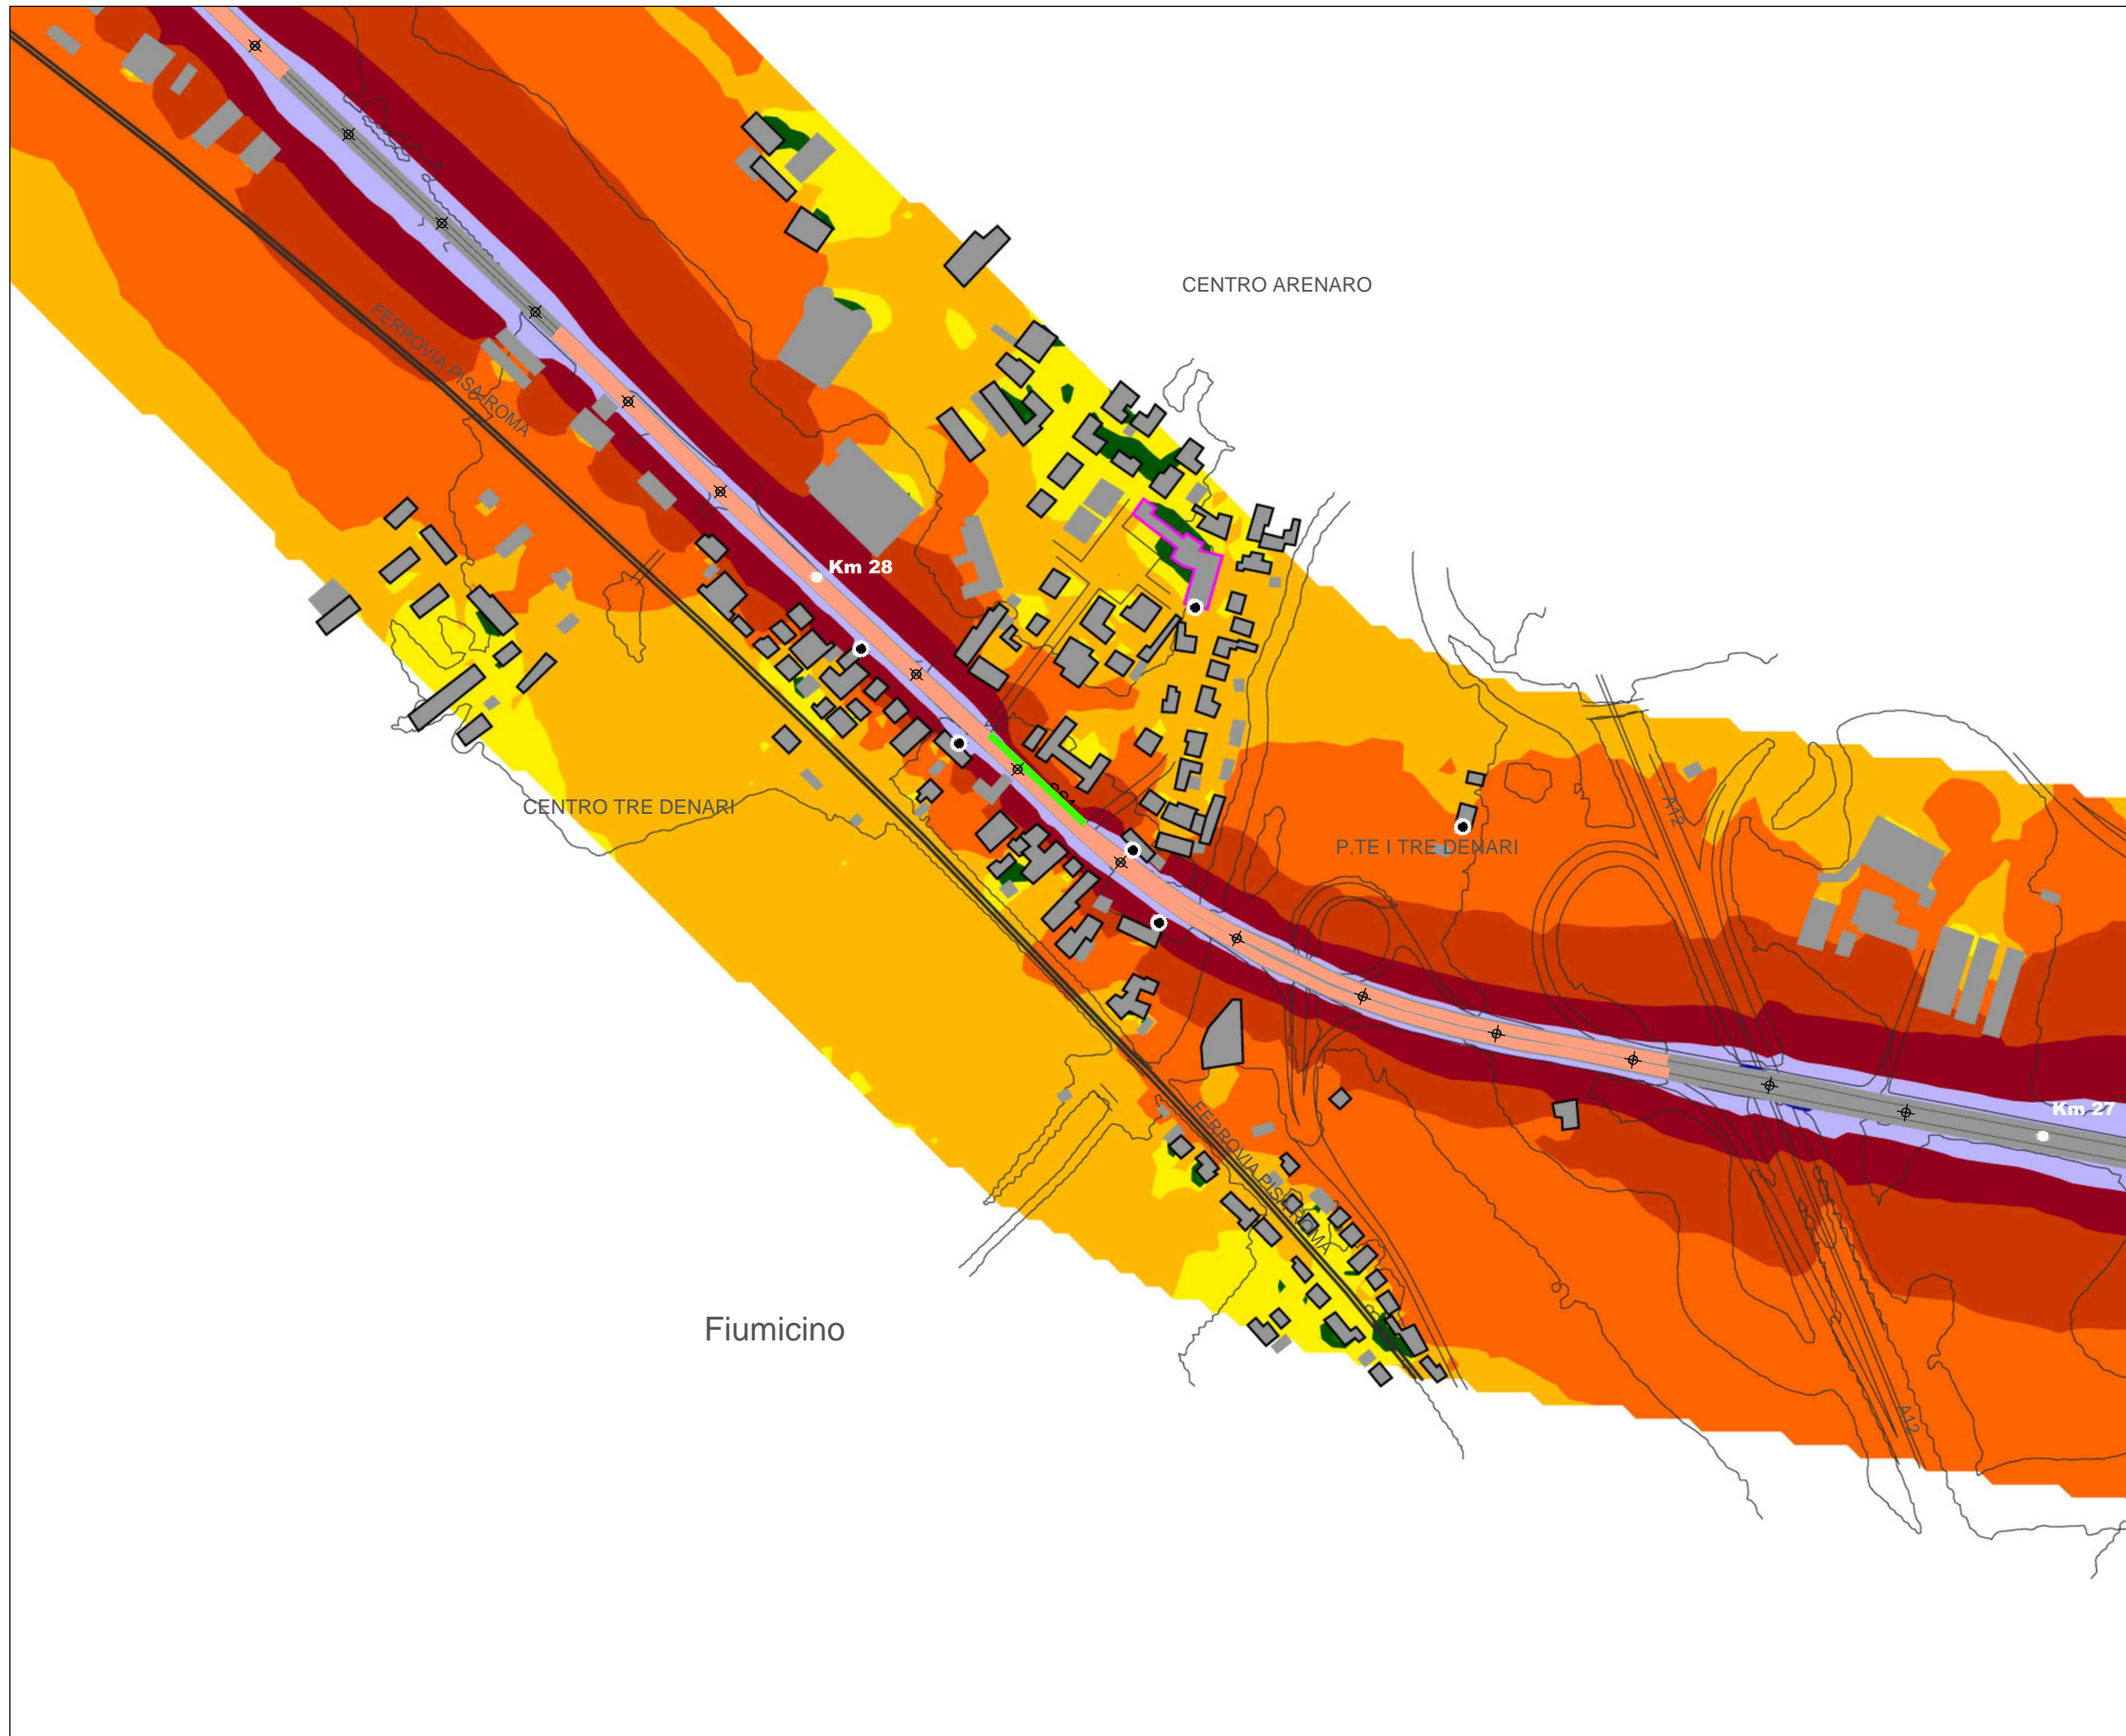 CENTRO ARENARO
FERROVIA PISA-ROMA
Km 28
A12
CENTRO TRE DENARI
P.TE I TRE DENARI
Km 27
FERROVIA PISA-ROMA
Fiumicino
A12